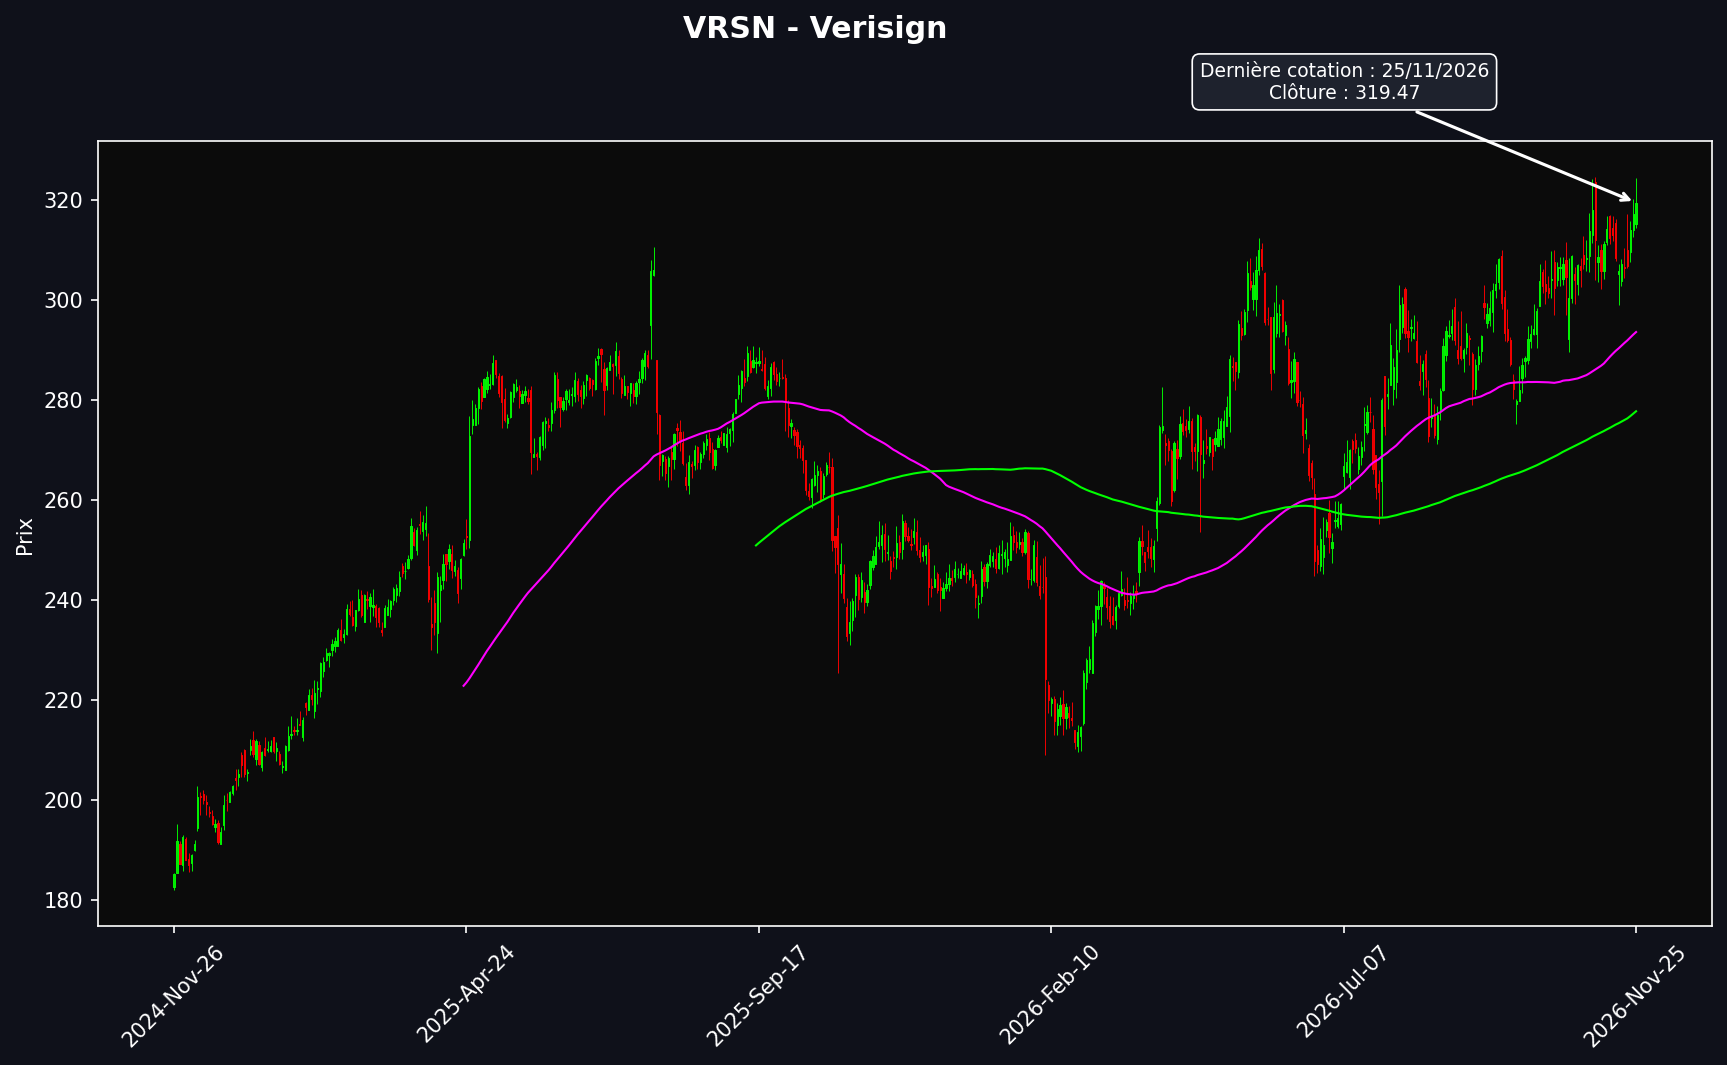 VRSN - Verisign
Dernière cotation : 25/11/2026
Clôture : 319.47
Prix
320
300
280
260
240
220
200
180
2024-Nov-26
2025-Apr-24
2025-Sep-17
2026-Feb-10
2026-Jul-07
2026-Nov-25